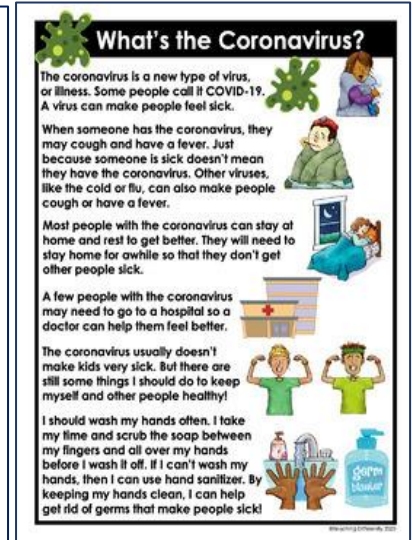 What's the Coronavirus?
The coronavirus is a new type of virus,
or illness. Some people call it COVID-19.
A virus can make people feel sick.
When someone has the coronavirus, they
may cough and have a fever. Just
because someone is sick doesn't mean
they have the coronavirus. Other viruses,
like the cold or flu, can also make people
cough or have a fever.
Most people with the coronavirus can stay at
home and rest to get better. They will need to
stay home for awhile so that they don't get
other people sick.
A few people with the coronavirus
may need to go to a hospital so a
doctor can help them feel better.
The coronavirus usually doesn't
make kids very sick. But there are
still some things I should do to keep
myself and other people healthy!
I should wash my hands often. I take
my time and scrub the soap between
my fingers and all over my hands
before I wash it off. If I can't wash my
hands, then I can use hand sanitizer. By
keeping my hands clean, I can help
get rid of germs that make people sick!
germ
blaster